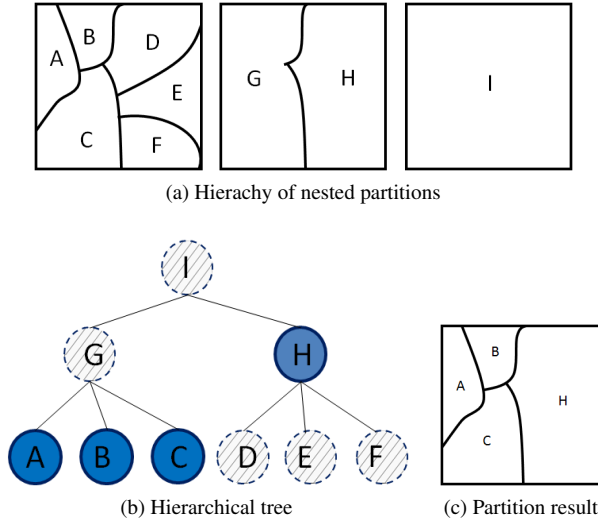 A B D E C F
G H
I
(a) Hierachy of nested partitions
I
G H
A B C D E F
(b) Hierarchical tree
A B H C
(c) Partition result